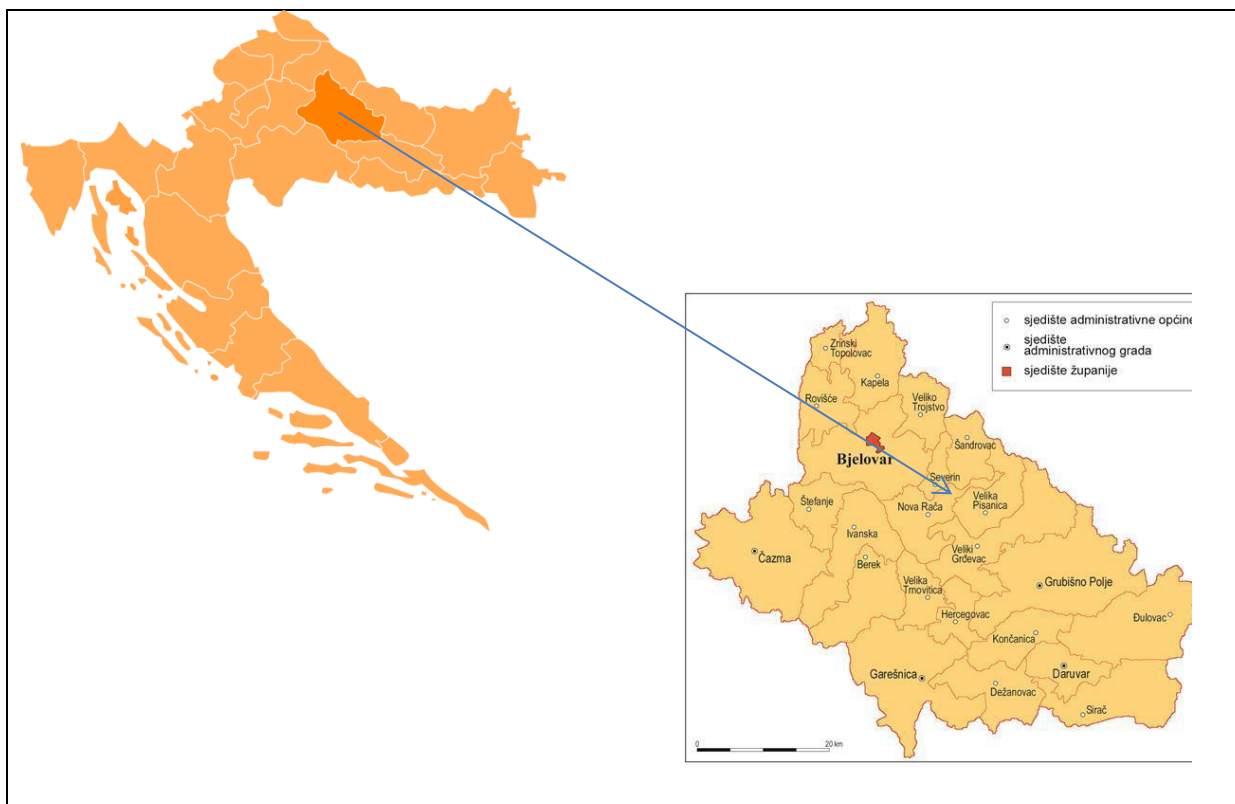 sjedište administrativne općine
sjedište
administrativnog grada
sjedište županije
Zrinski
Topolovac
Kapela
Rovišće
Veliko
Trojstvo
Šandrovac
Bjelovar
Severin
Štefanje
Nova Rača
Velika
Pisanica
Ivanska
Čazma
Berek
Veliki
Grđevac
Velika
Trnovitica
Grubišno Polje
Hercegovac
Končanica
Đulovac
Garešnica
Daruvar
Dežanovac
Sirač
0
20 km